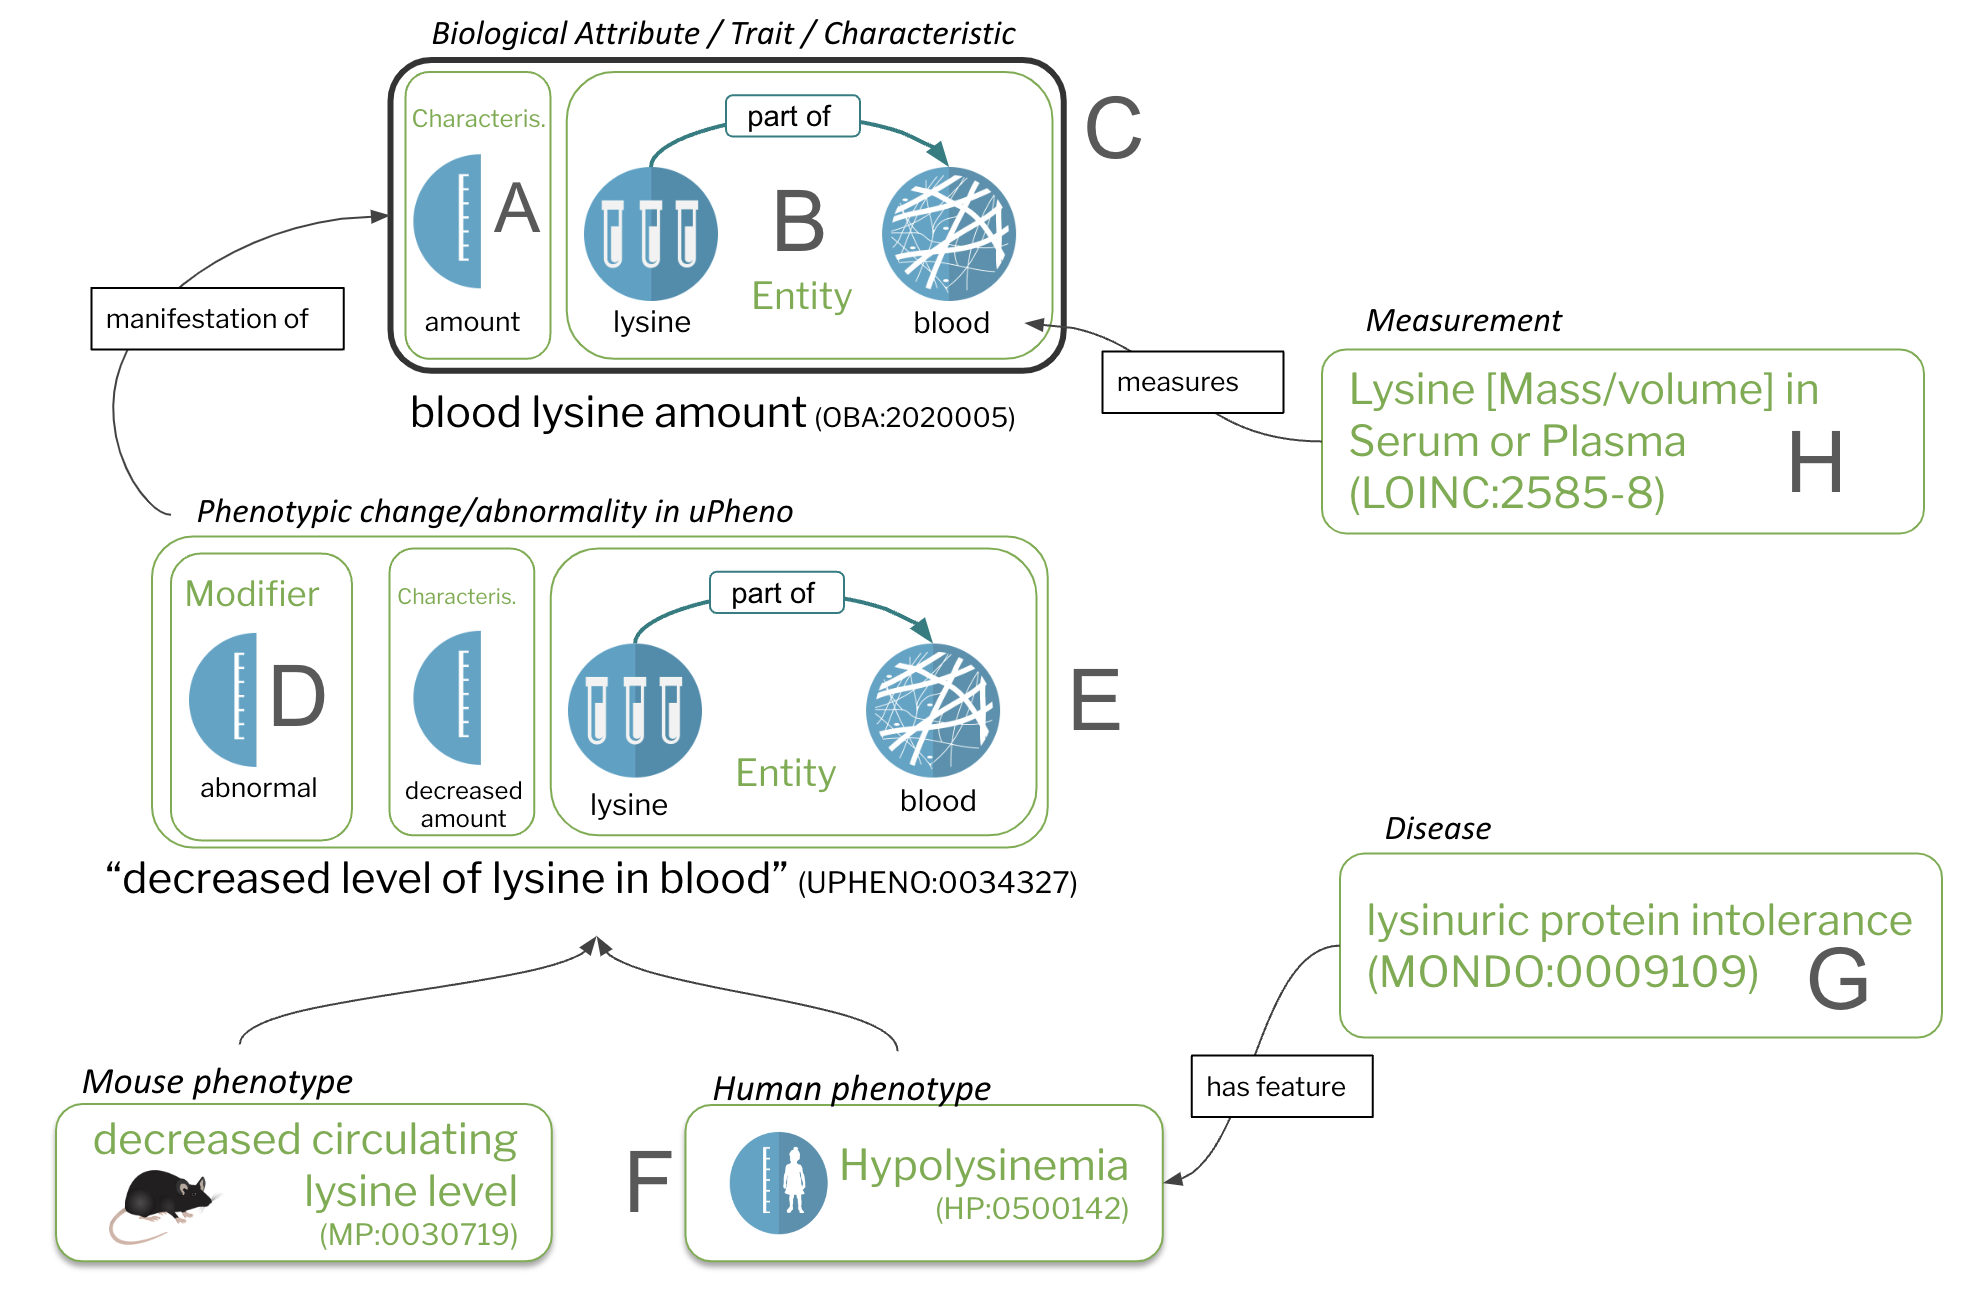 Biological Attribute / Trait / Characteristic
Characteris.
A
amount
part of
B
Entity
lysine
blood
C
blood lysine amount (OBA:2020005)
manifestation of
measures
Measurement
Lysine [Mass/volume] in
Serum or Plasma
(LOINC:2585-8)
H
Phenotypic change/abnormality in uPheno
Modifier
D
abnormal
Characteris.
decreased
amount
part of
Entity
lysine
blood
E
“decreased level of lysine in blood” (UPHENO:0034327)
Disease
lysinuric protein intolerance
(MONDO:0009109)
G
has feature
Mouse phenotype
decreased circulating
lysine level
(MP:0030719)
F
Human phenotype
Hypolysinemia
(HP:0500142)